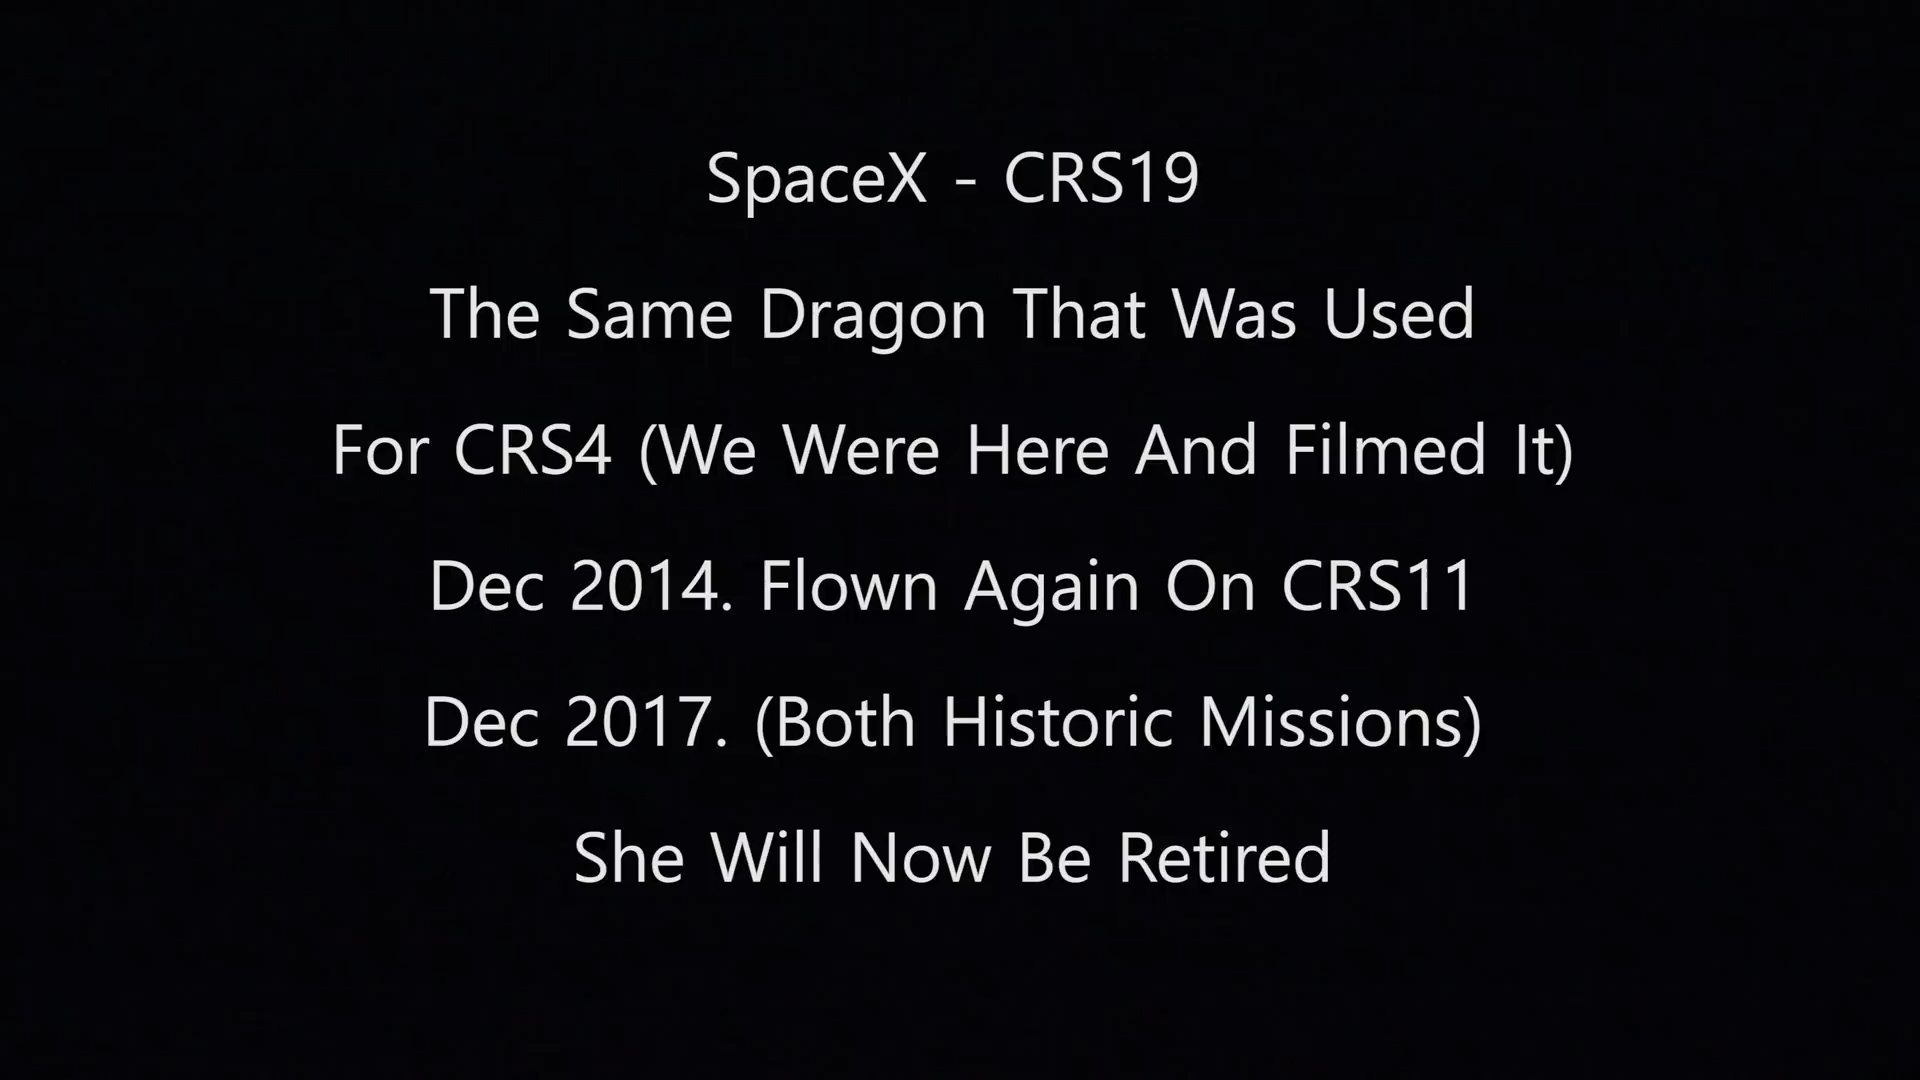 SpaceX - CRS19
The Same Dragon That Was Used
For CRS4 (We Were Here And Filmed It)
Dec 2014. Flown Again On CRS11
Dec 2017. (Both Historic Missions)
She Will Now Be Retired